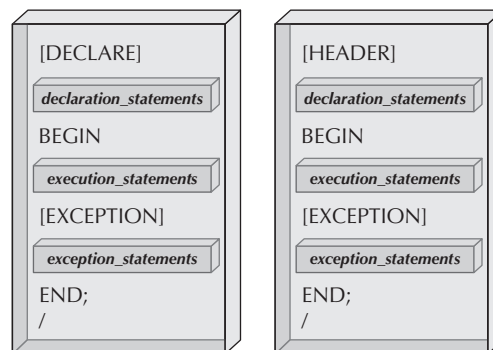 [DECLARE]
declaration_statements
BEGIN
execution_statements
[EXCEPTION]
exception_statements
END;
/
[HEADER]
declaration_statements
BEGIN
execution_statements
[EXCEPTION]
exception_statements
END;
/